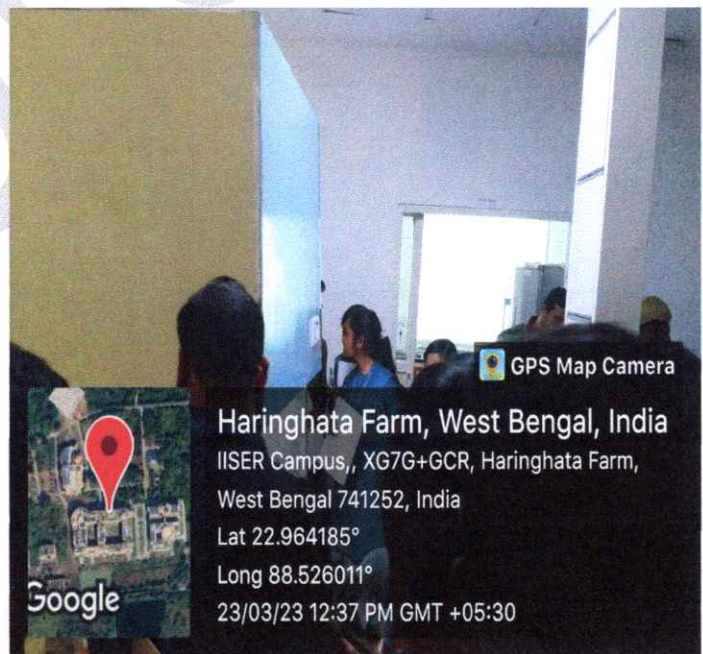 GPS Map Camera
Haringhata Farm, West Bengal, India
IISER Campus,, XG7G+GCR, Haringhata Farm,
West Bengal 741252, India
Lat 22.964185°
Long 88.526011°
23/03/23 12:37 PM GMT +05:30
Google